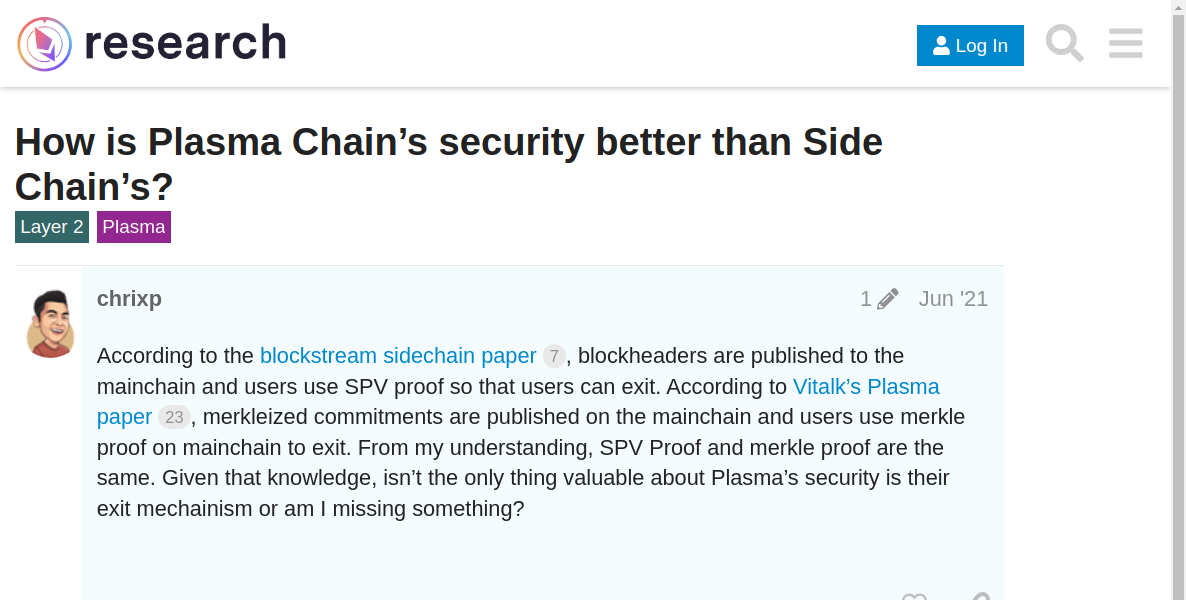 research
Log In
How is Plasma Chain’s security better than Side
Chain’s?
Layer 2 Plasma
chrixp 1 Jun '21
According to the blockstream sidechain paper 7, blockheaders are published to the
mainchain and users use SPV proof so that users can exit. According to Vitalk’s Plasma
paper 23, merkleized commitments are published on the mainchain and users use merkle
proof on mainchain to exit. From my understanding, SPV Proof and merkle proof are the
same. Given that knowledge, isn’t the only thing valuable about Plasma’s security is their
exit mechainism or am I missing something?